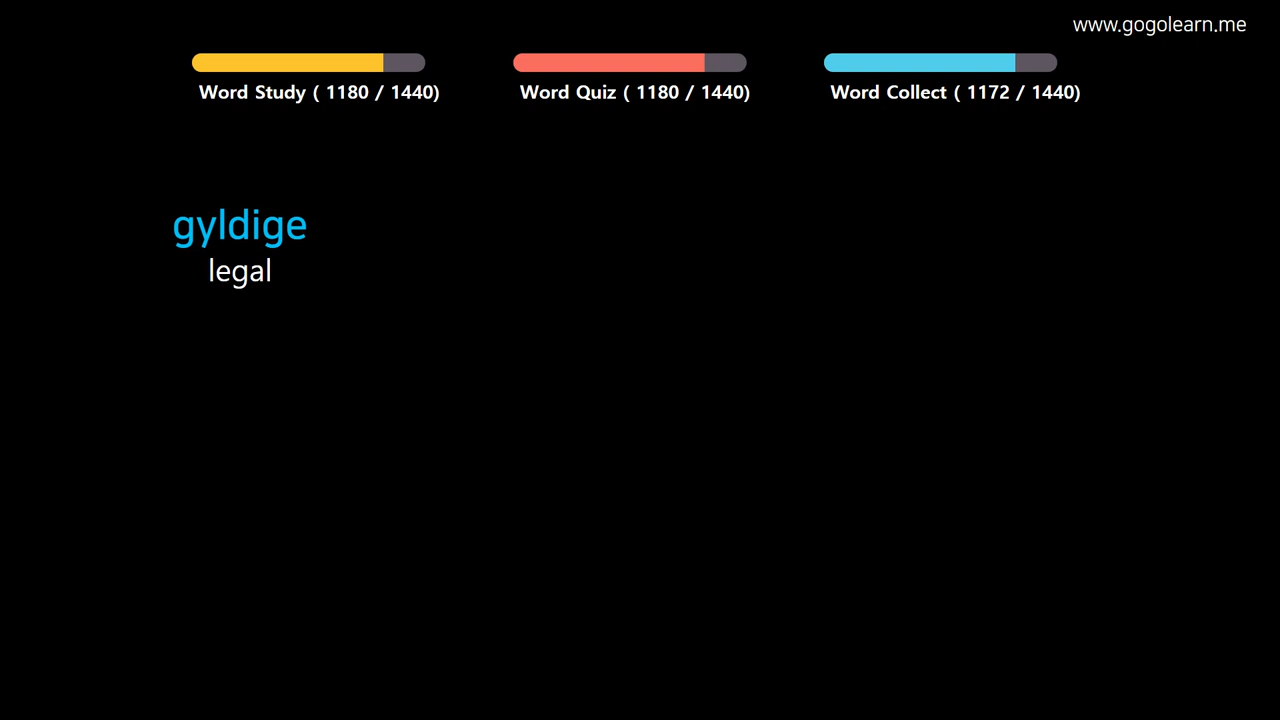 www.gogolearn.me
Word Study ( 1180 / 1440)
Word Quiz ( 1180 / 1440)
Word Collect ( 1172 / 1440)
gyldige
legal